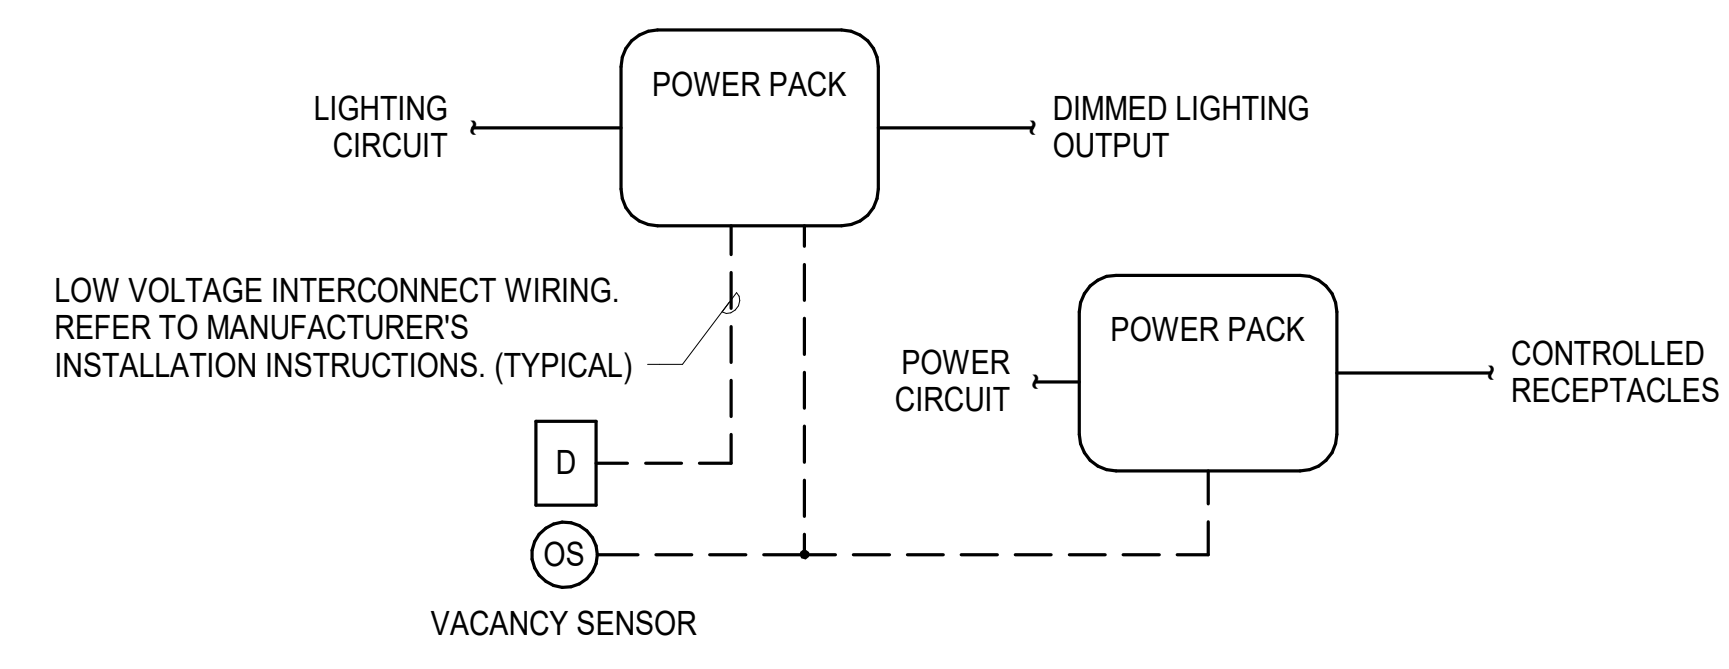 POWER PACK
LIGHTING
CIRCUIT
DIMMED LIGHTING
OUTPUT
LOW VOLTAGE INTERCONNECT WIRING.
REFER TO MANUFACTURER'S
INSTALLATION INSTRUCTIONS. (TYPICAL)
POWER PACK
POWER
CIRCUIT
CONTROLLED
RECEPTACLES
D
OS
VACANCY SENSOR